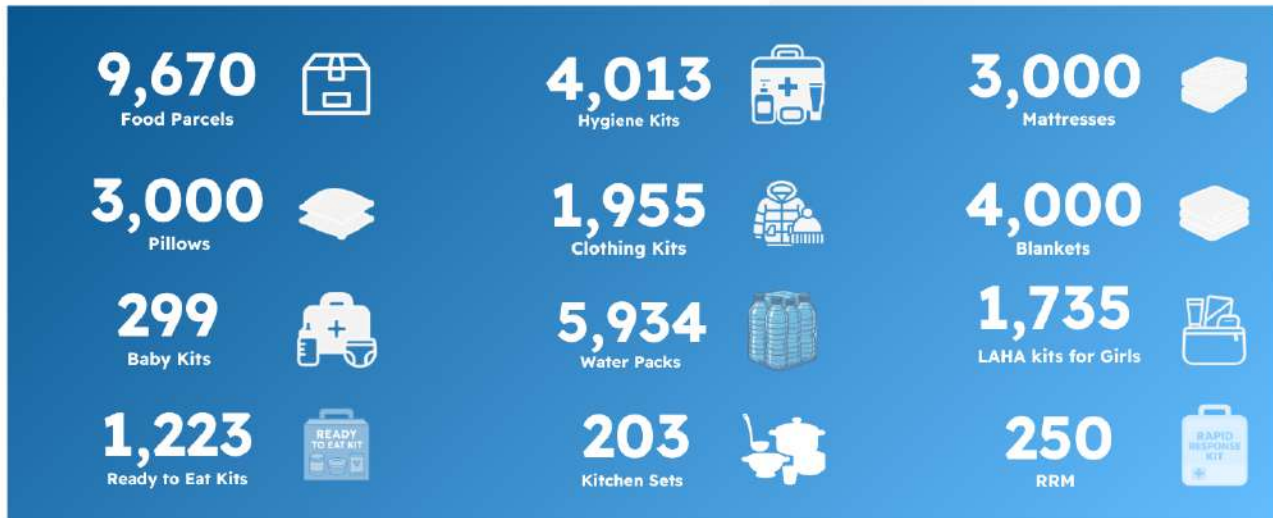 9,670
Food Parcels
4,013
Hygiene Kits
3,000
Mattresses
3,000
Pillows
1,955
Clothing Kits
4,000
Blankets
299
Baby Kits
5,934
Water Packs
1,735
LAHA kits for Girls
1,223
Ready to Eat Kits
READY
TO EAT KIT
203
Kitchen Sets
250
RRM
RAPID
RESPONSE
KIT